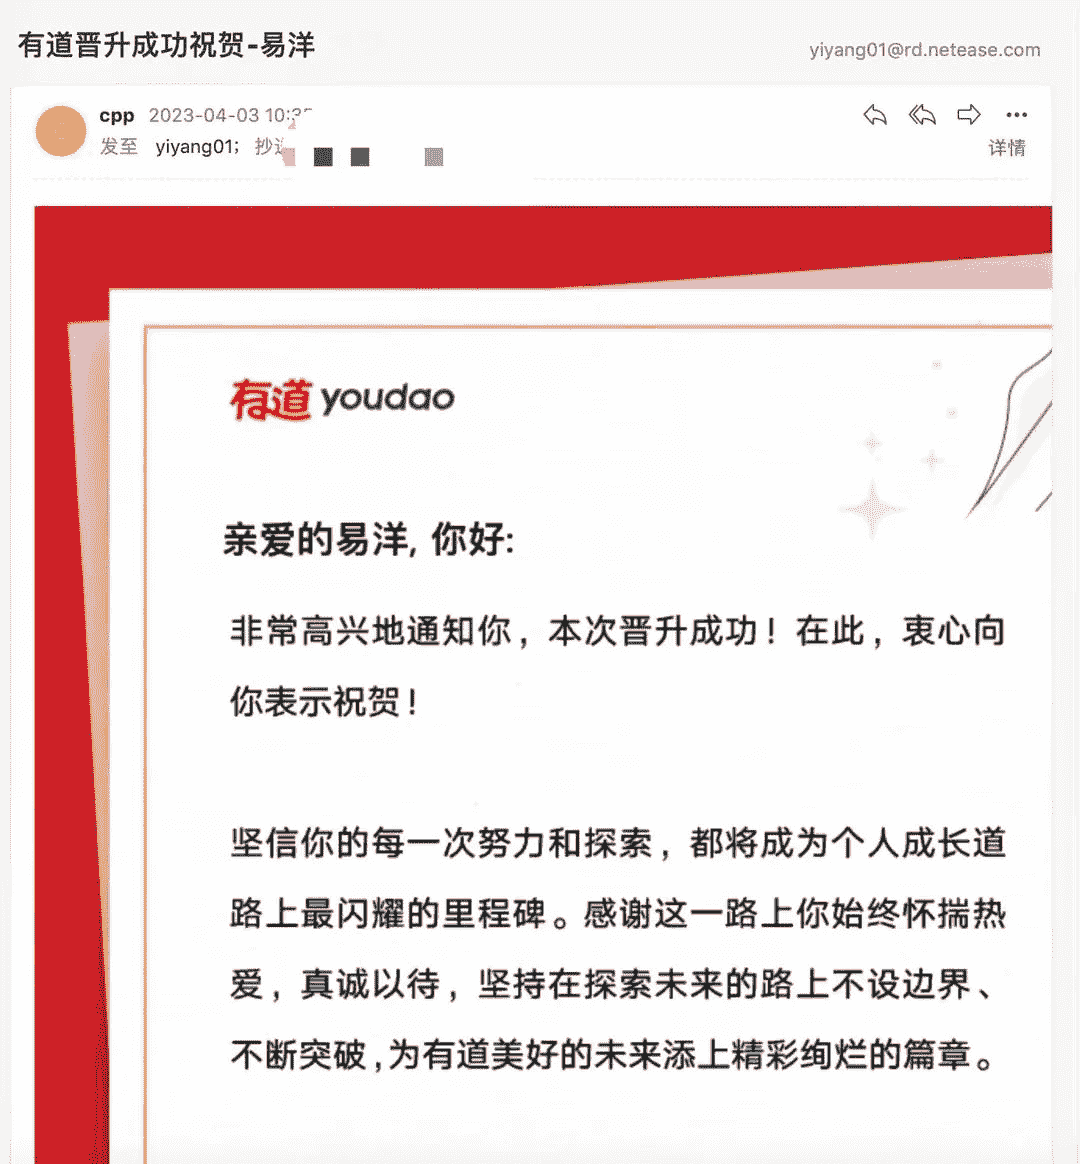 有道晋升成功祝贺-易洋
yiyang01@rd.netease.com
cpp 2023-04-03
发至 yiyang01;
详情
有道 youdao
亲爱的易洋, 你好:
非常高兴地通知你，本次晋升成功！在此，衷心向
你表示祝贺！
坚信你的每一次努力和探索，都将成为个人成长道
路上最闪耀的里程碑。感谢这一路上你始终怀揣热
爱，真诚以待，坚持在探索未来的路上不设边界、
不断突破,为有道美好的未来添上精彩绚烂的篇章。